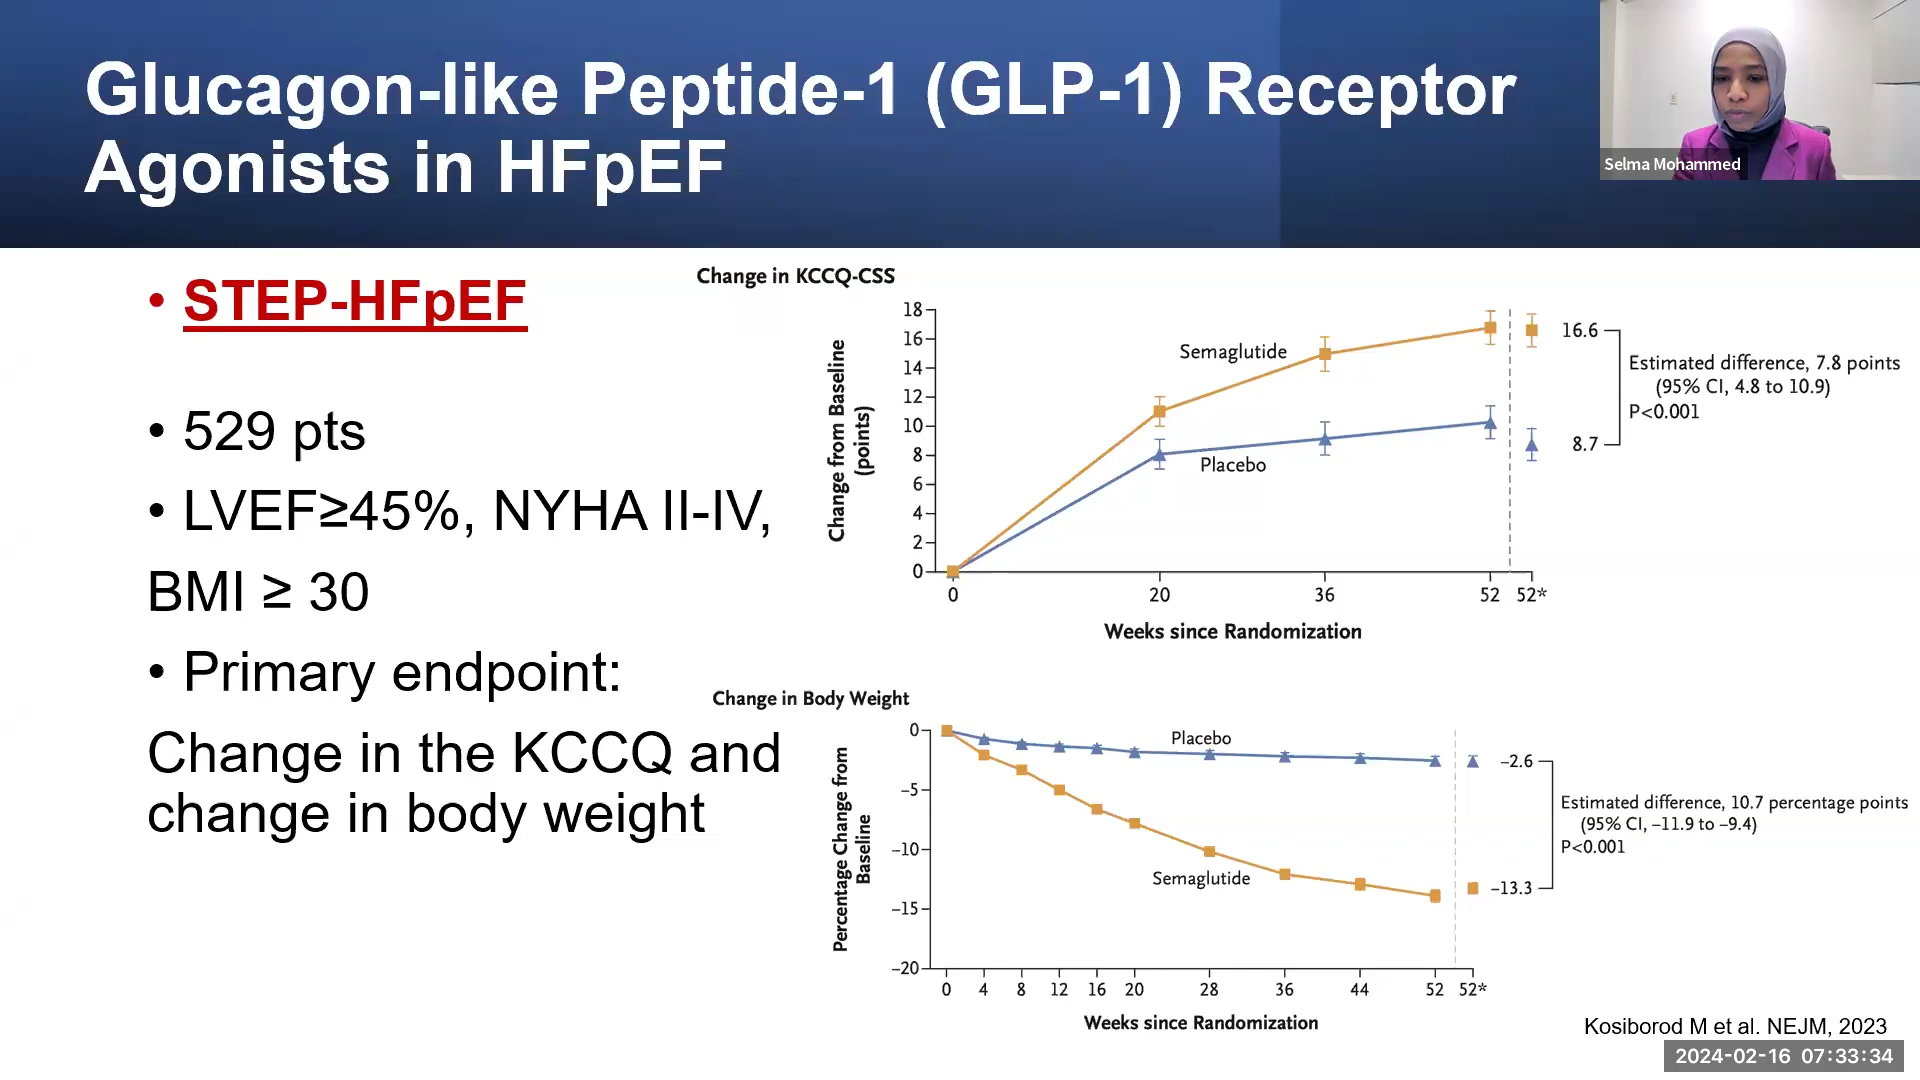 Glucagon-like Peptide-1 (GLP-1) Receptor
Agonists in HFpEF
Selma Mohammed
• STEP-HFpEF
• 529 pts
• LVEF≥45%, NYHA II-IV,
BMI ≥ 30
• Primary endpoint:
Change in the KCCQ and
change in body weight
Change in KCCQ-CSS
Change from Baseline
(points)
18
16
14
12
10
8
6
4
2
0
Semaglutide
Placebo
16.6
8.7
Estimated difference, 7.8 points
(95% CI, 4.8 to 10.9)
P<0.001
0 20 36 52 52*
Weeks since Randomization
Change in Body Weight
Percentage Change from
Baseline
0
−5
−10
−15
−20
Placebo
Semaglutide
−2.6
−13.3
Estimated difference, 10.7 percentage points
(95% CI, −11.9 to −9.4)
P<0.001
0 4 8 12 16 20 28 36 44 52 52*
Weeks since Randomization
Kosiborod M et al. NEJM, 2023
2024-02-16 07:33:34